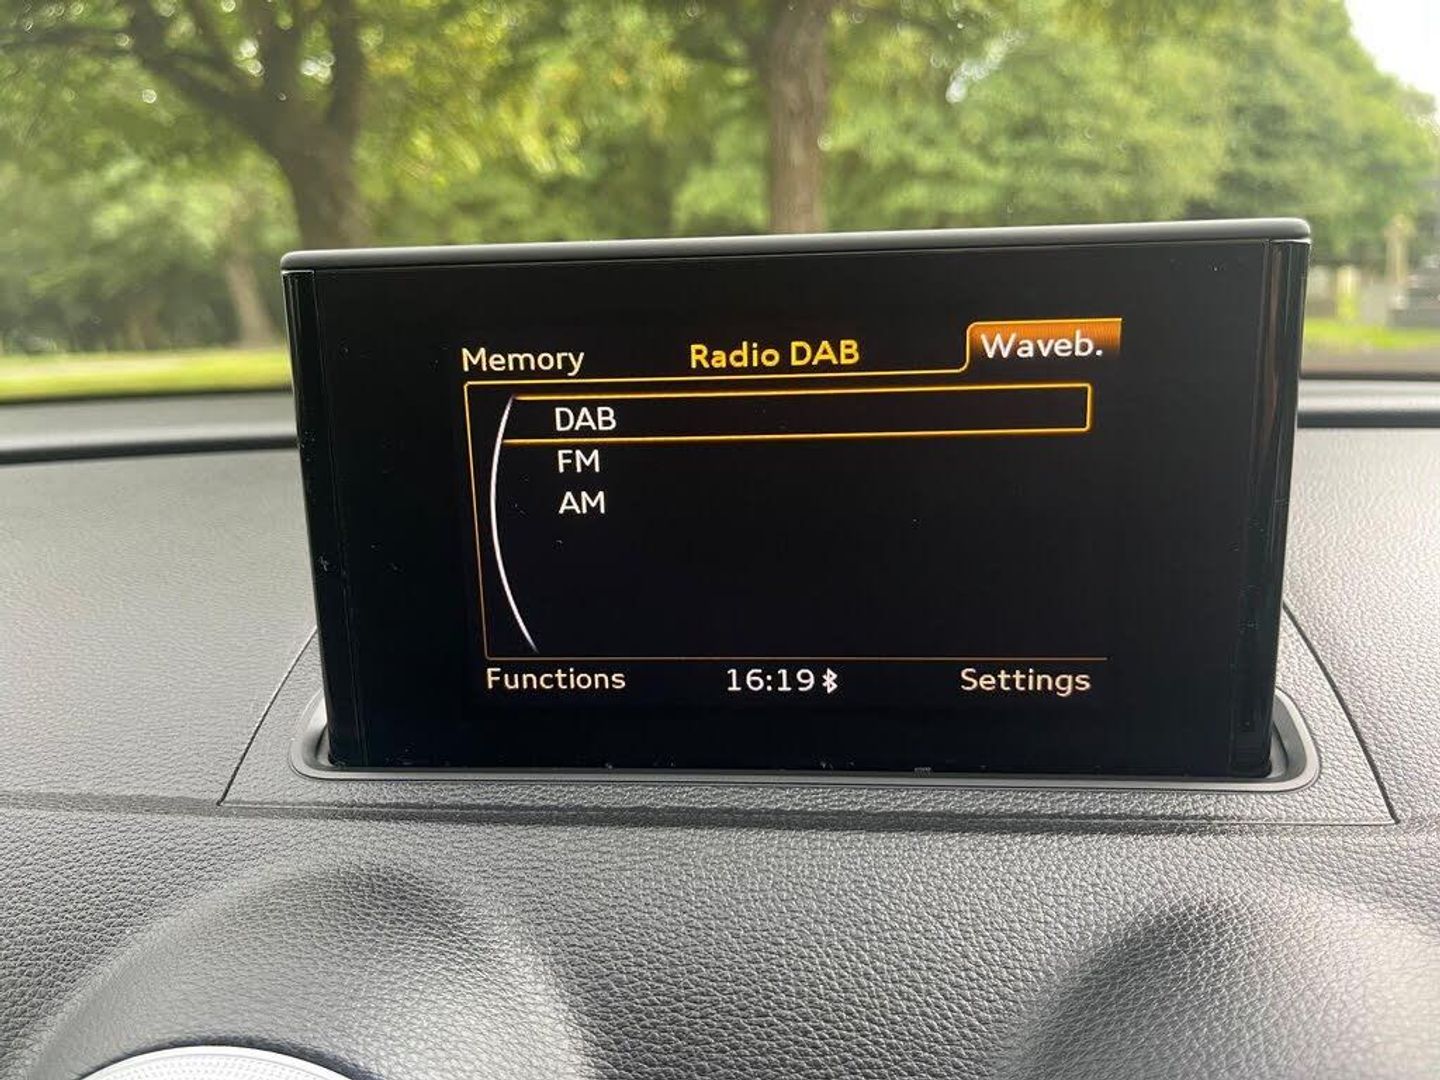 Memory Radio DAB Waveb.
DAB
FM
AM
Functions 16:19 Settings